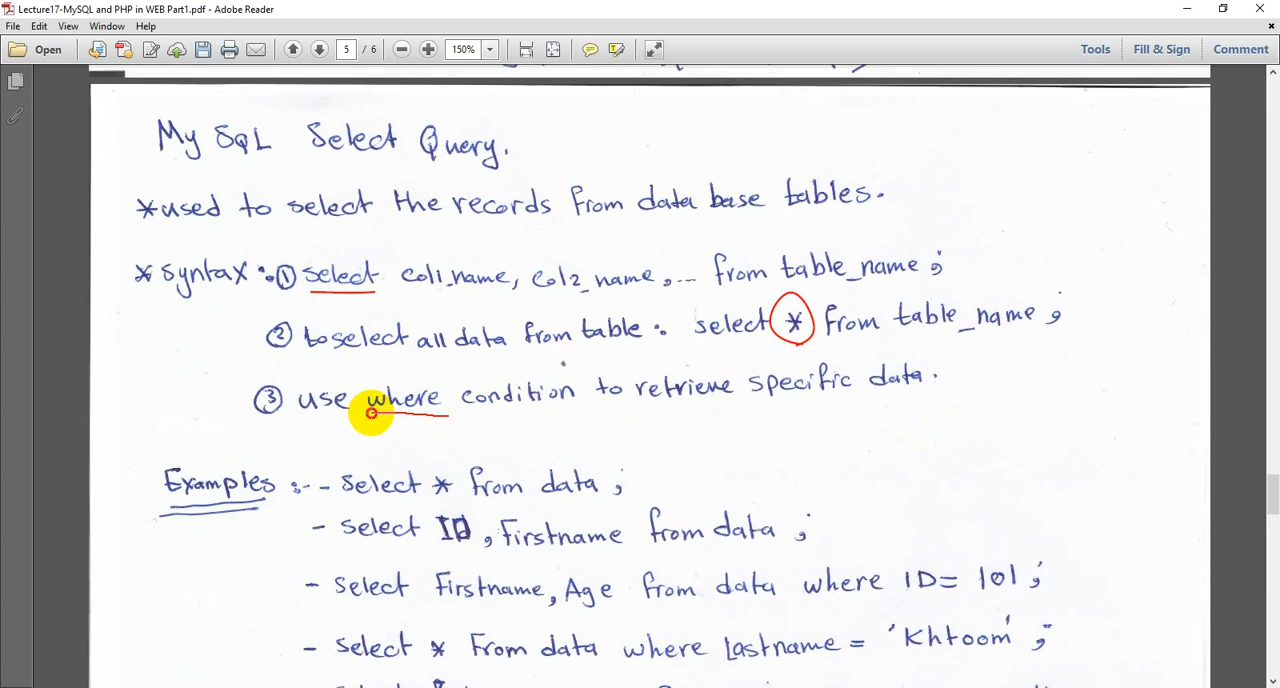 Lecture17-MySQL and PHP in WEB Part1.pdf - Adobe Reader
File Edit View Window Help
Open 5 / 6 150% Tools Fill & Sign Comment
My SQL Select Query.
*used to select the records from data base tables.
* Syntax :. ① select col1_name, col2_name,... from table_name ;
② to select all data from table :. select * from table_name ;
③ use where condition to retrieve specific data.
Examples :- - Select * from data ;
- Select ID , Firstname from data ;
- Select Firstname, Age from data where ID= 101 ;
- Select * From data where Lastname = 'Khtoom' ;